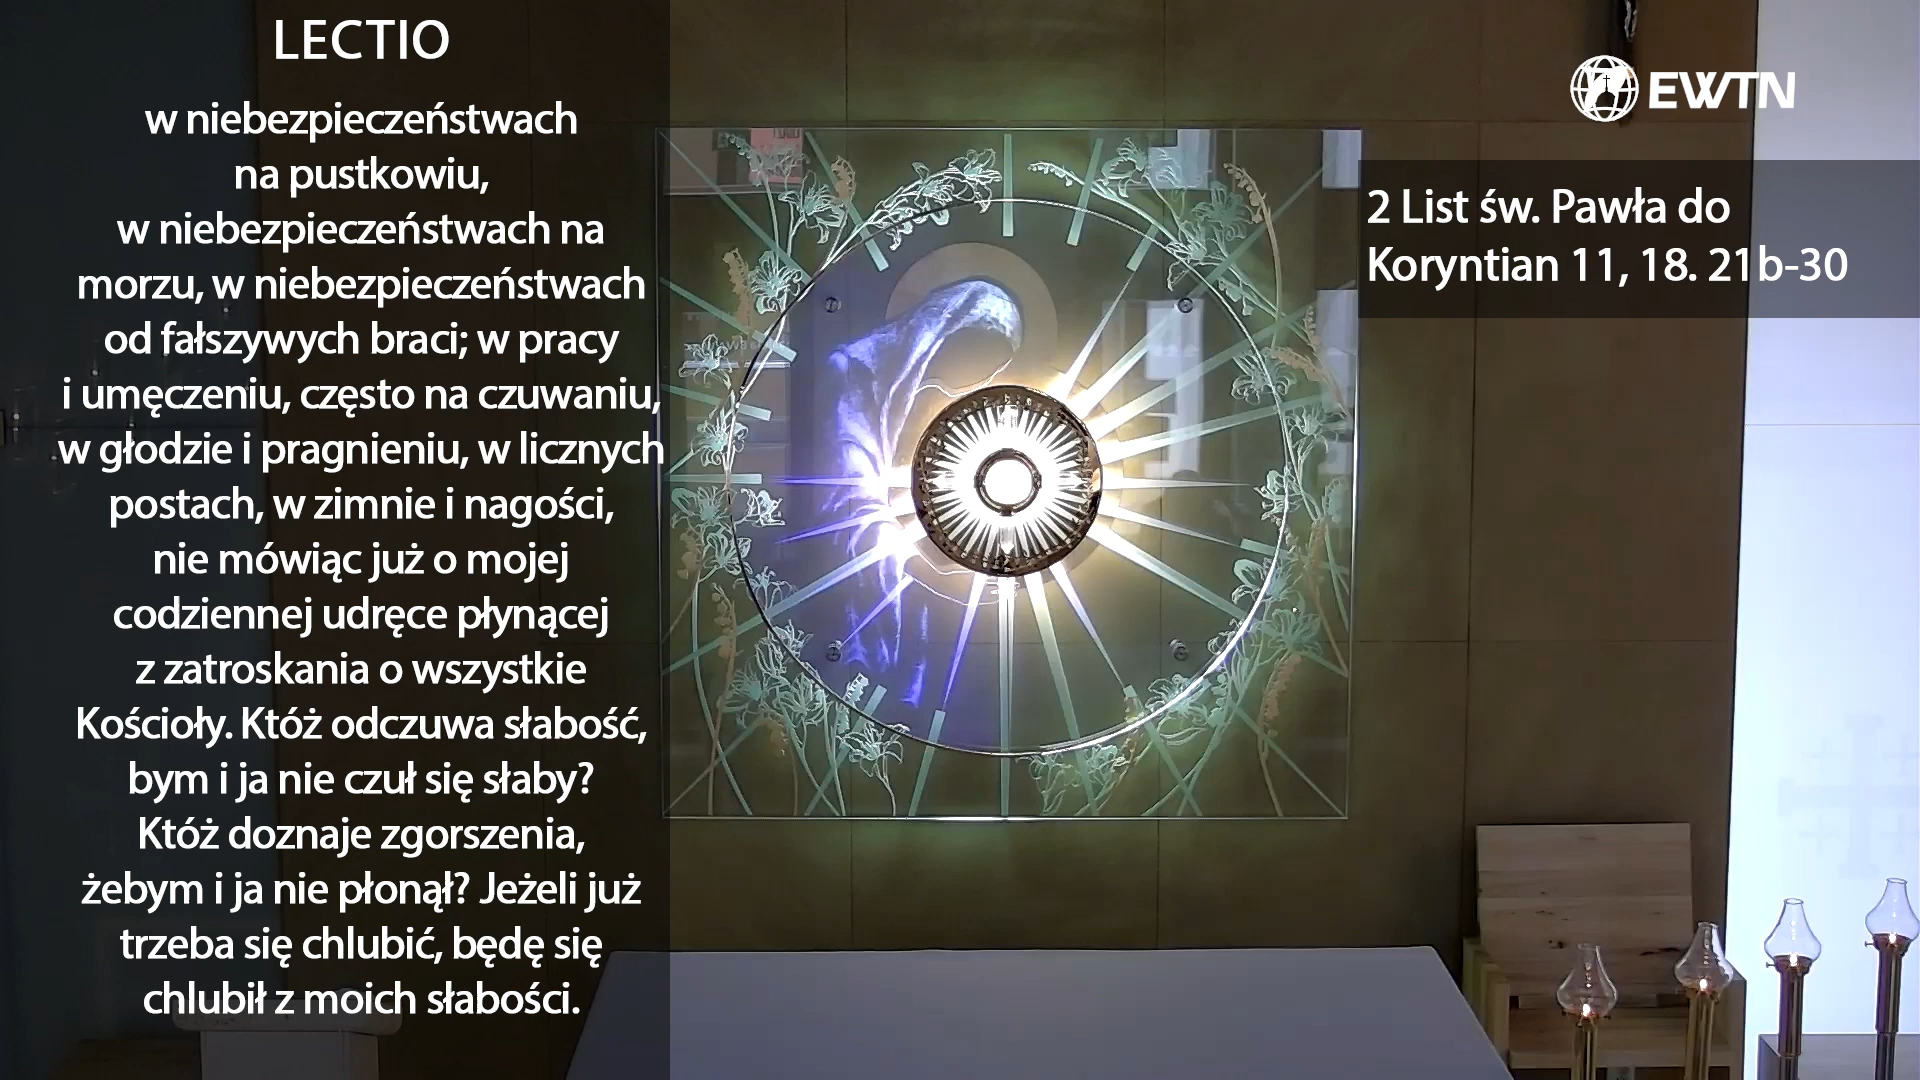 LECTIO
w niebezpieczeństwach
na pustkowiu,
w niebezpieczeństwach na
morzu, w niebezpieczeństwach
od fałszywych braci; w pracy
i umęczeniu, często na czuwaniu,
w głodzie i pragnieniu, w licznych
postach, w zimnie i nagości,
nie mówiąc już o mojej
codziennej udręce płynącej
z zatroskania o wszystkie
Kościoły. Któż odczuwa słabość,
bym i ja nie czuł się słaby?
Któż doznaje zgorszenia,
żebym i ja nie płonął? Jeżeli już
trzeba się chlubić, będę się
chlubił z moich słabości.
EWTN
2 List św. Pawła do
Koryntian 11, 18. 21b-30